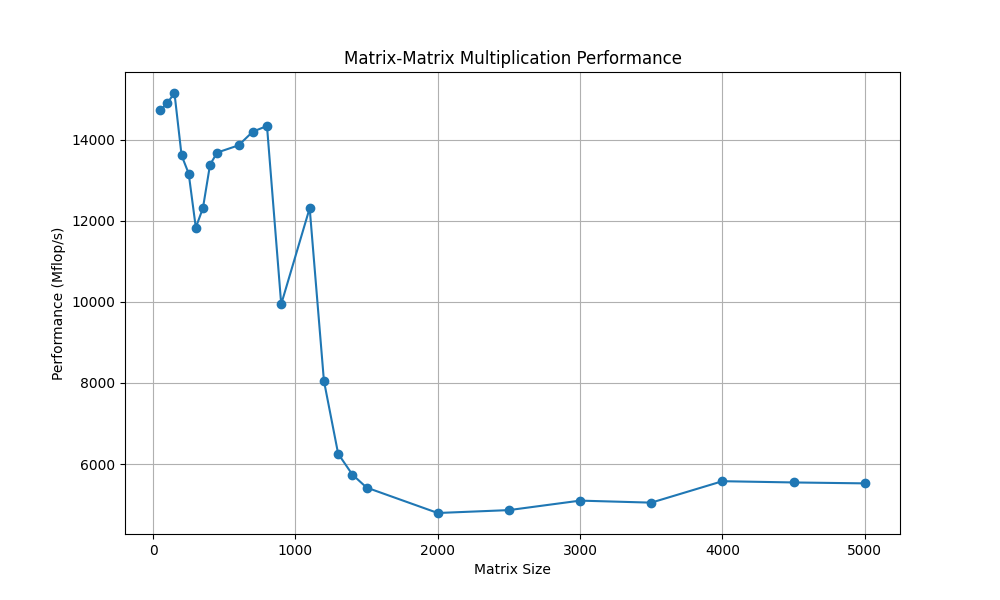 Matrix-Matrix Multiplication Performance
Performance (Mflop/s)
14000
12000
10000
8000
6000
0 1000 2000 3000 4000 5000
Matrix Size